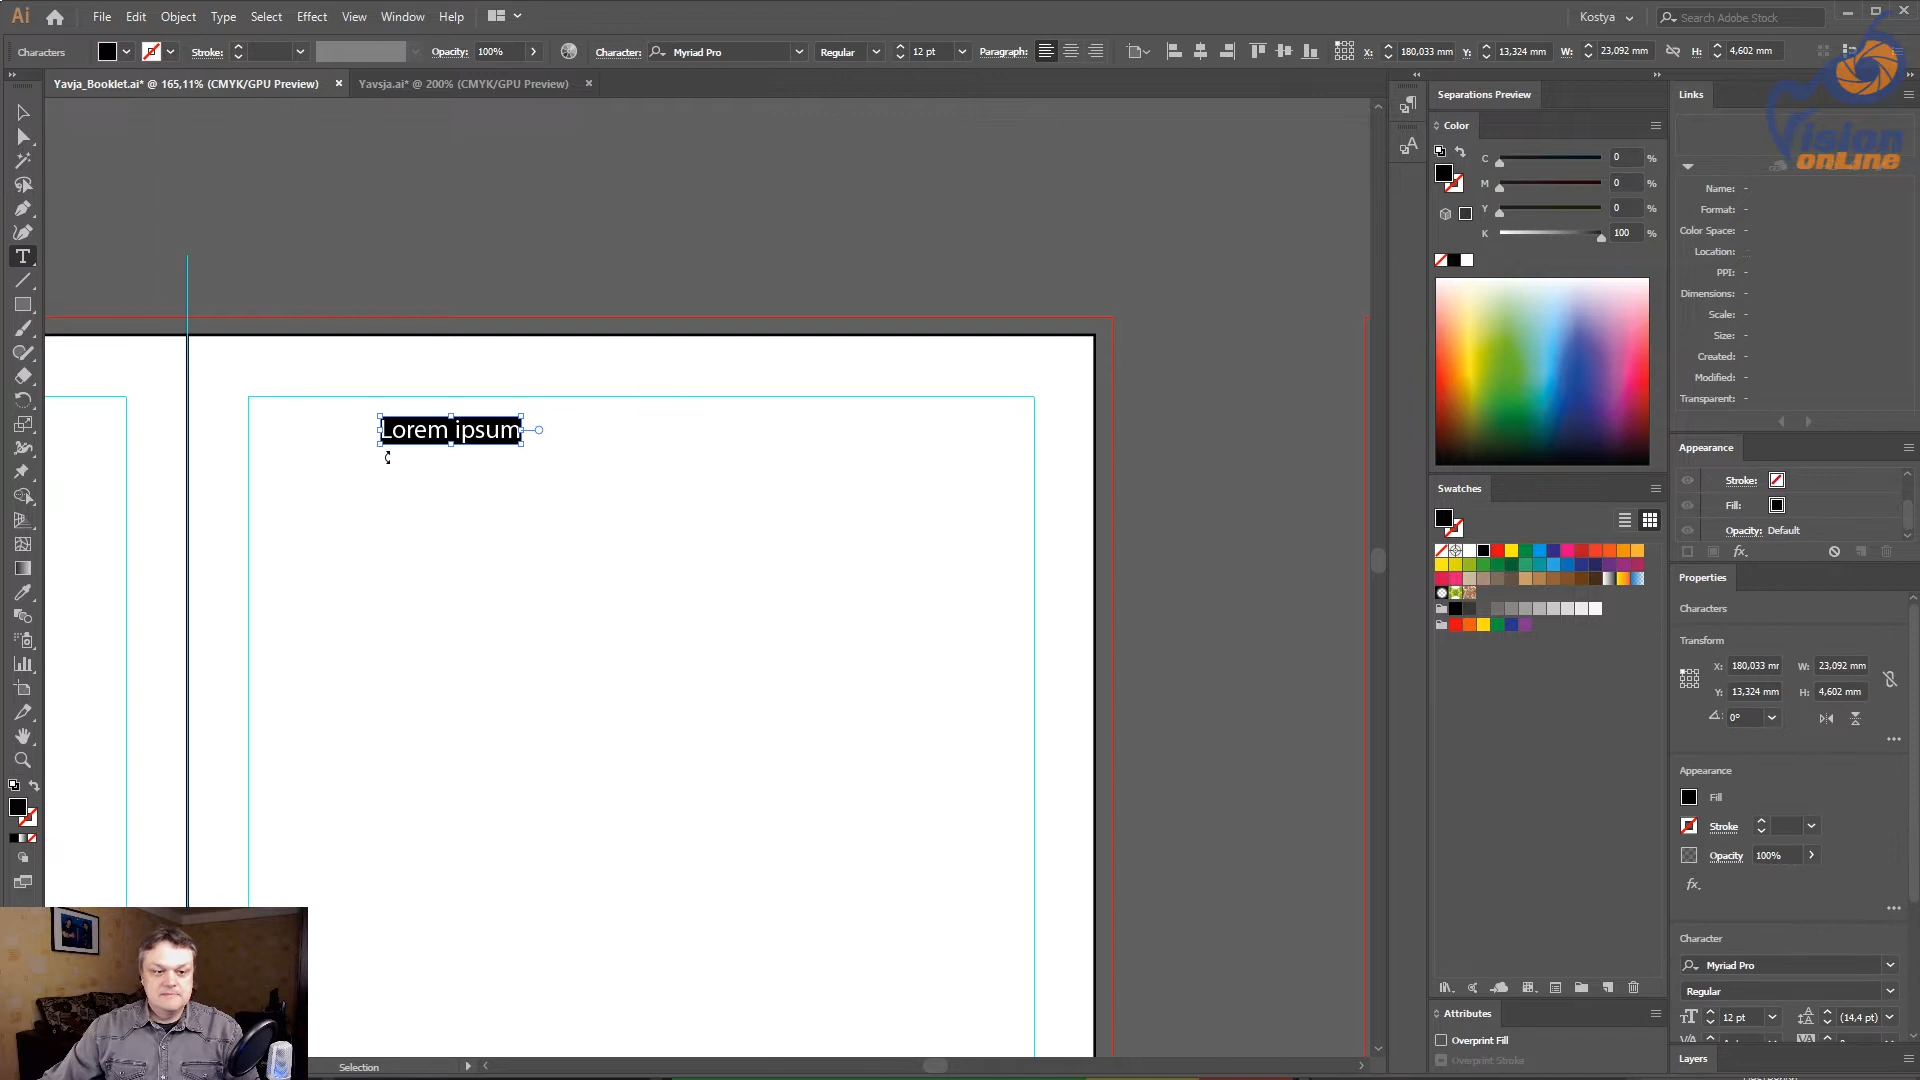 Ai File Edit Object Select Type Effect View Window Help Kostya Search Adobe Stock
Characters Stroke: Opacity: 100% Character: Myriad Pro Regular 12 pt Paragraph: X: 180,033 mm Y: 13,324 mm W: 23,092 mm H: 4,602 mm
Yavja_Booklet.ai* @ 165,11% (CMYK/GPU Preview) × Yavsja.ai* @ 200% (CMYK/GPU Preview) ×
Separations Preview
Links
Color
Vision
onLine
C 0 %
M 0 %
Y 0 %
K 100 %
Name: -
Format: -
Color Space: -
Location:
PPI: -
Dimensions: -
Scale: -
Size: -
Created: -
Modified: -
Transparent: -
Lorem ipsum
Appearance
Stroke:
Fill:
Opacity: Default
fx.
Swatches
Properties
Characters
Transform
X: 180,033 mr W: 23,092 mm
Y: 13,324 mm H: 4,602 mm
0°
Appearance
Fill
Stroke
Opacity 100%
fx.
Character
Myriad Pro
Regular
12 pt (14,4 pt)
Attributes
Overprint Fill
Overprint Stroke
Layers
Selection